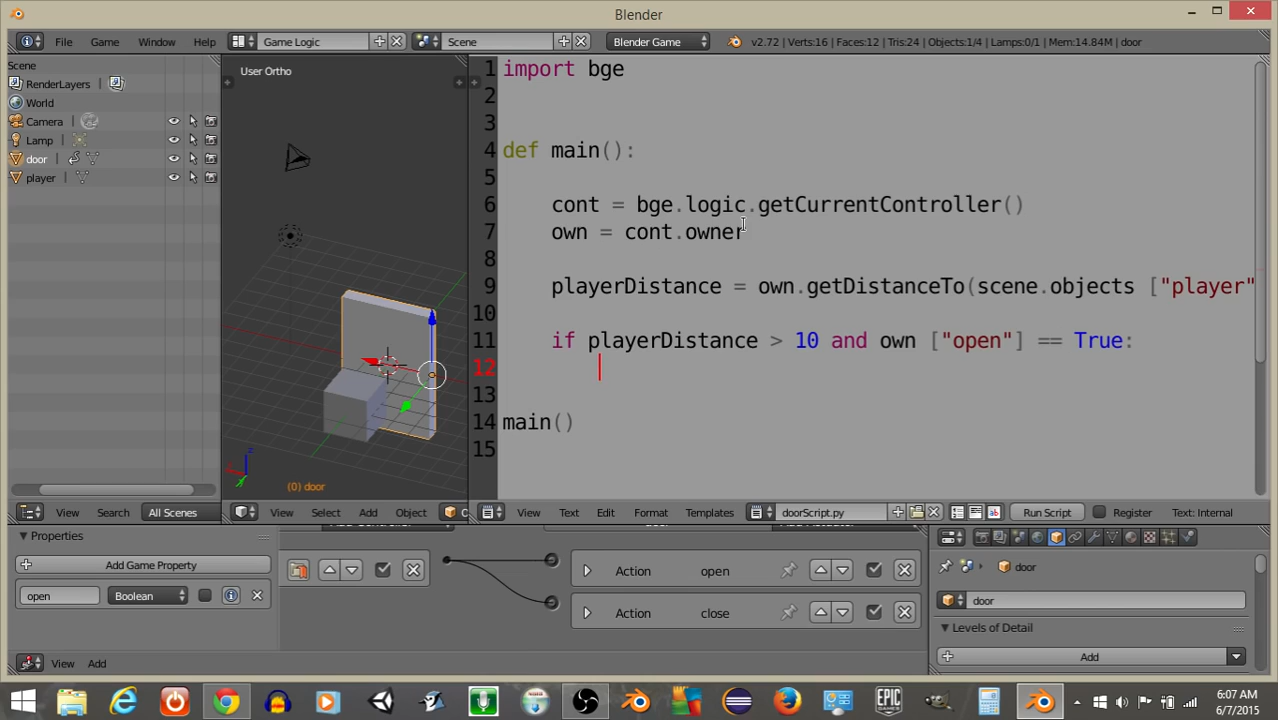 Blender
File Game Window Help Game Logic Scene Blender Game v2.72 | Verts:16 | Faces:12 | Tris:24 | Objects:1/4 | Lamps:0/1 | Mem:14.84M | door
Scene
RenderLayers
World
Camera
Lamp
door
player
View Search All Scenes
User Ortho
(0) door
View Select Add Object
1 import bge
2
3
4 def main():
5
6 cont = bge.logic.getCurrentController()
7 own = cont.owner
8
9 playerDistance = own.getDistanceTo(scene.objects ["player"
10
11 if playerDistance > 10 and own ["open"] == True:
12
13
14 main()
15
View Text Edit Format Templates doorScript.py Run Script Register Text: Internal
Properties
Add Game Property
open Boolean
Action open
Action close
View Add
door
door
Levels of Detail
Add
6:07 AM
6/7/2015